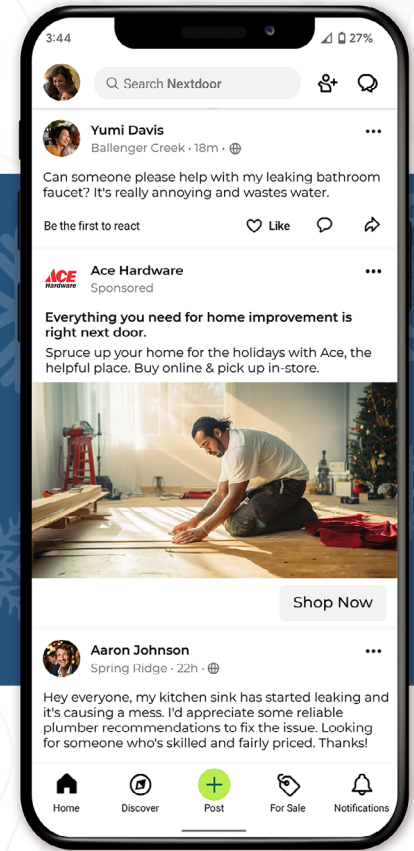 3:44
27%
Search Nextdoor
Yumi Davis
Ballenger Creek · 18m ·
Can someone please help with my leaking bathroom
faucet? It's really annoying and wastes water.
Be the first to react
Like
ACE
Hardware
Ace Hardware
Sponsored
Everything you need for home improvement is
right next door.
Spruce up your home for the holidays with Ace, the
helpful place. Buy online & pick up in-store.
Shop Now
Aaron Johnson
Spring Ridge · 22h ·
Hey everyone, my kitchen sink has started leaking and
it's causing a mess. I'd appreciate some reliable
plumber recommendations to fix the issue. Looking
for someone who's skilled and fairly priced. Thanks!
Home
Discover
Post
For Sale
Notifications